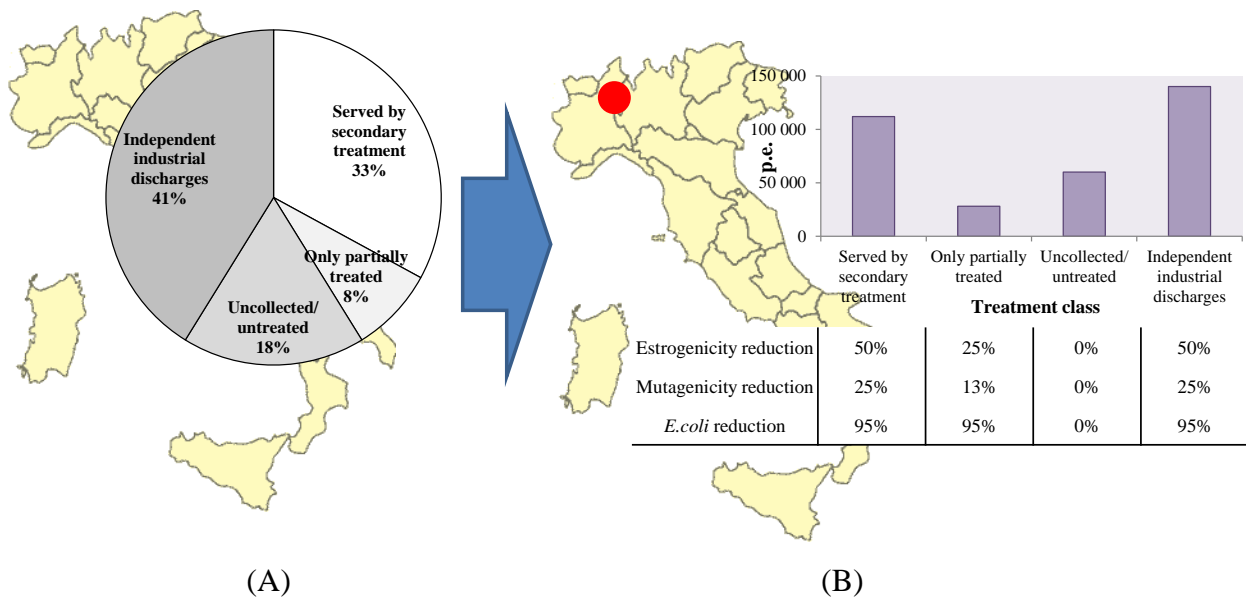 Served by
secondary
treatment
33%
Independent
industrial
discharges
41%
Only partially
treated
8%
Uncollected/
untreated
18%
150 000
100 000
50 000
0
p.e.
Served by
secondary
treatment
Only partially
treated
Uncollected/
untreated
Independent
industrial
discharges
Treatment class
Estrogenicity reduction 50% 25% 0% 50%
Mutagenicity reduction 25% 13% 0% 25%
E.coli reduction 95% 95% 0% 95%
(A)
(B)